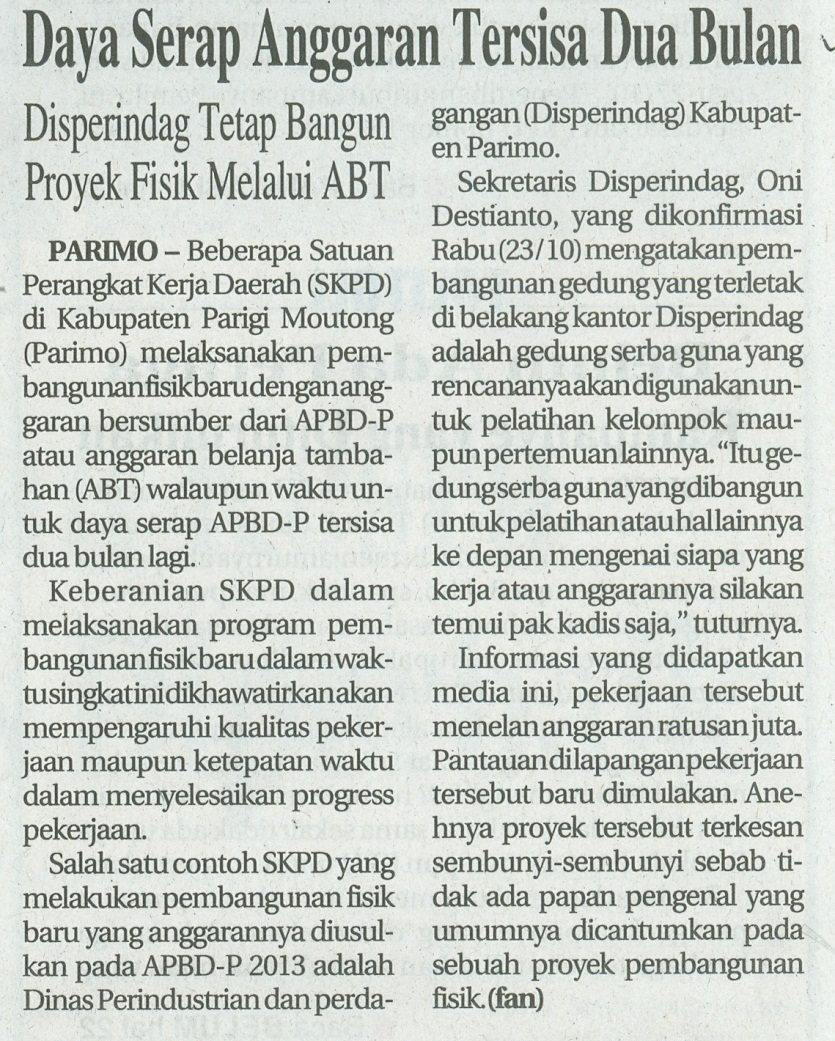 Daya Serap Anggaran Tersisa Dua Bulan
Disperindag Tetap Bangun
Proyek Fisik Melalui ABT
PARIMO – Beberapa Satuan
Perangkat Kerja Daerah (SKPD)
di Kabupaten Parigi Moutong
(Parimo) melaksanakan pem-
bangunan fisik baru dengan ang-
garan bersumber dari APBD-P
atau anggaran belanja tamba-
han (ABT) walaupun waktu un-
tuk daya serap APBD-P tersisa
dua bulan lagi.
Keberanian SKPD dalam
melaksanakan program pem-
bangunan fisik baru dalam wak-
tu singkat ini dikhawatirkan akan
mempengaruhi kualitas peker-
jaan maupun ketepatan waktu
dalam menyelesaikan progress
pekerjaan.
Salah satu contoh SKPD yang
melakukan pembangunan fisik
baru yang anggarannya diusul-
kan pada APBD-P 2013 adalah
Dinas Perindustrian dan perda-
gangan (Disperindag) Kabupat-
en Parimo.
Sekretaris Disperindag, Oni
Destianto, yang dikonfirmasi
Rabu (23/10) mengatakan pem-
bangunan gedung yang terletak
di belakang kantor Disperindag
adalah gedung serba guna yang
rencananya akan digunakan un-
tuk pelatihan kelompok mau-
pun pertemuan lainnya. “Itu ge-
dung serba guna yang dibangun
untuk pelatihan atau hal lainnya
ke depan mengenai siapa yang
kerja atau anggarannya silakan
temui pak kadis saja,” tuturnya.
Informasi yang didapatkan
media ini, pekerjaan tersebut
menelan anggaran ratusan juta.
Pantauan di lapangan pekerjaan
tersebut baru dimulakan. Ane-
hnya proyek tersebut terkesan
sembunyi-sembunyi sebab ti-
dak ada papan pengenal yang
umumnya dicantumkan pada
sebuah proyek pembangunan
fisik. (fan)